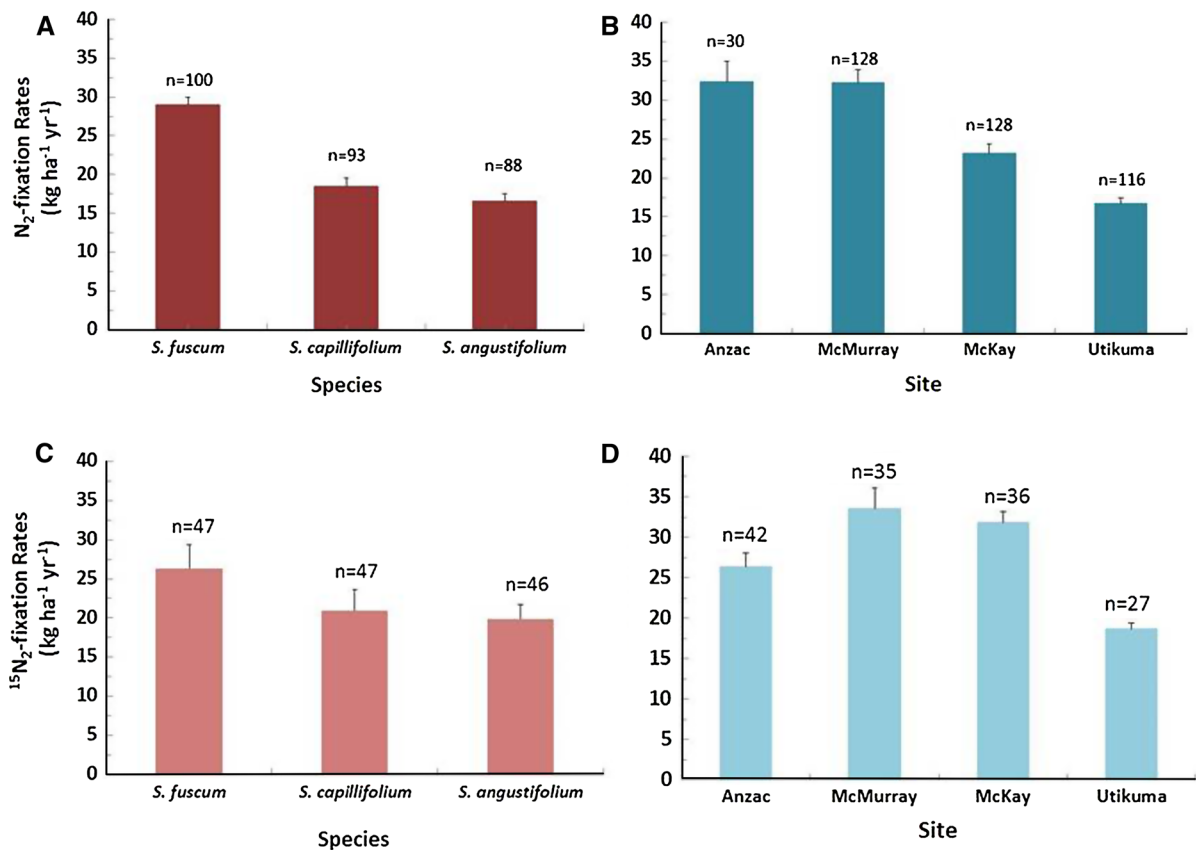 A
N₂-fixation Rates
(kg ha⁻¹ yr⁻¹)
40
35
30
25
20
15
10
5
0
n=100
n=93
n=88
S. fuscum
S. capillifolium
S. angustifolium
Species
B
40
35
30
25
20
15
10
5
0
n=30
n=128
n=128
n=116
Anzac
McMurray
McKay
Utikuma
Site
C
¹⁵N₂-fixation Rates
(kg ha⁻¹ yr⁻¹)
40
35
30
25
20
15
10
5
0
n=47
n=47
n=46
S. fuscum
S. capillifolium
S. angustifolium
Species
D
40
35
30
25
20
15
10
5
0
n=42
n=35
n=36
n=27
Anzac
McMurray
McKay
Utikuma
Site